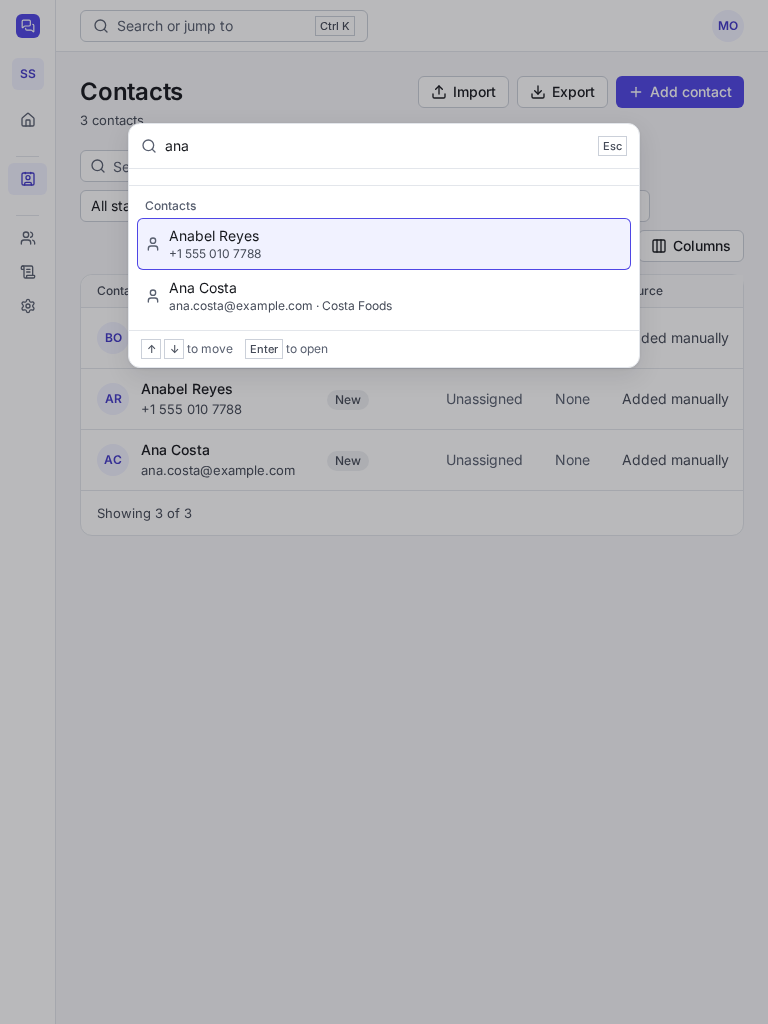 Search or jump to
Ctrl K
MO
SS
Contacts
Import
Export
Add contact
3 contacts
ana
Esc
Se
All sta
Contacts
Anabel Reyes
+1 555 010 7788
Ana Costa
ana.costa@example.com · Costa Foods
↑ ↓ to move Enter to open
Columns
Conta
urce
BO
ded manually
AR
Anabel Reyes
+1 555 010 7788
New
Unassigned
None
Added manually
AC
Ana Costa
ana.costa@example.com
New
Unassigned
None
Added manually
Showing 3 of 3